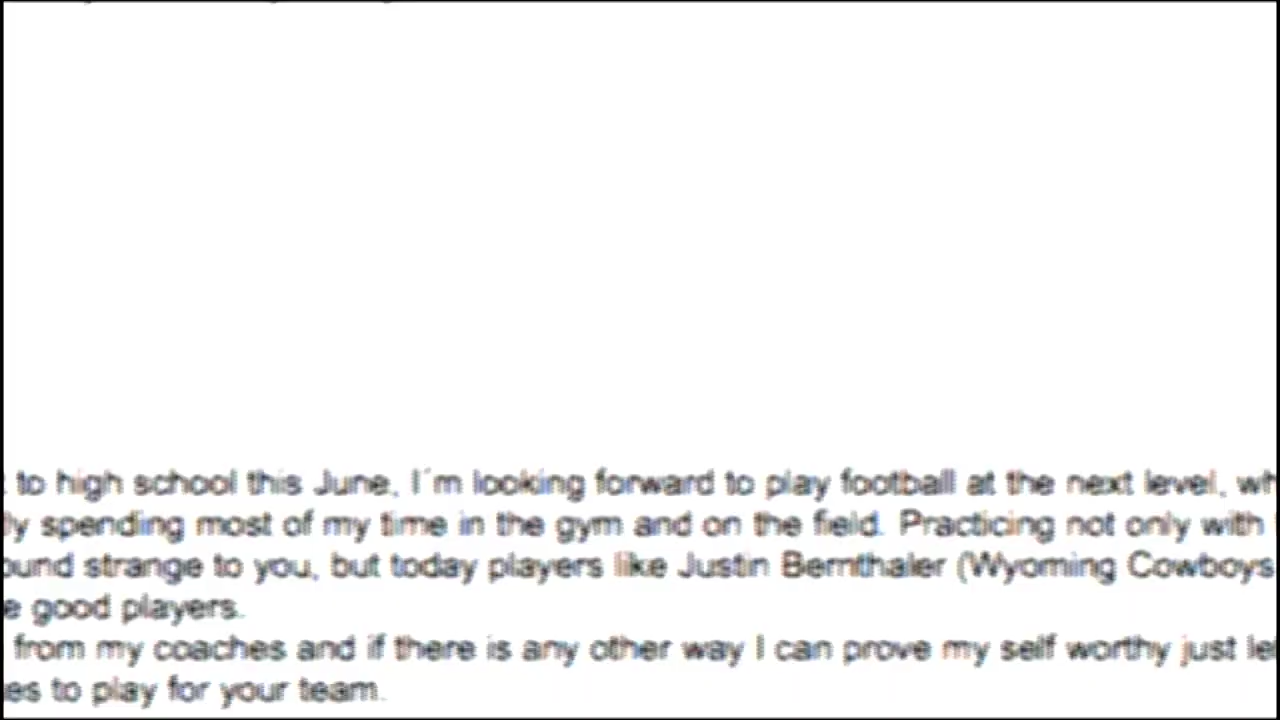 to high school this June, I´m looking forward to play football at the next level, wh
ly spending most of my time in the gym and on the field. Practicing not only with
ound strange to you, but today players like Justin Bernthaler (Wyoming Cowboys
e good players.
from my coaches and if there is any other way I can prove my self worthy just let
es to play for your team.